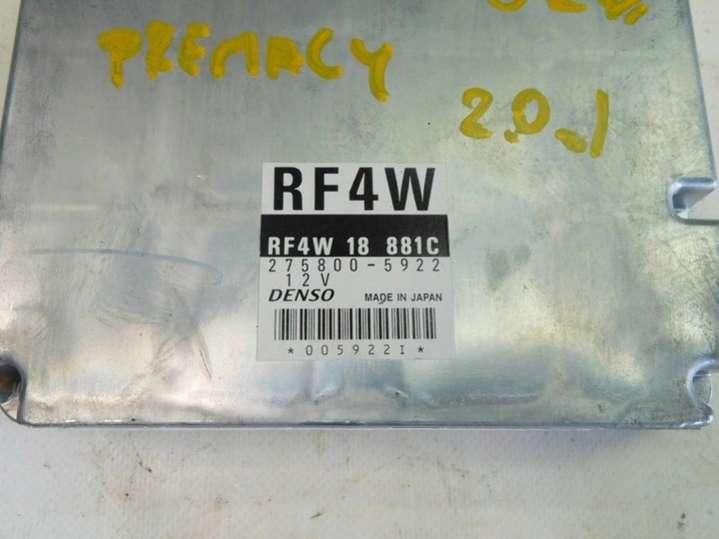 PREMACY
2.0
RF4W
RF4W 18 881C
275800-5922
12V
DENSO MADE IN JAPAN
*005922I*